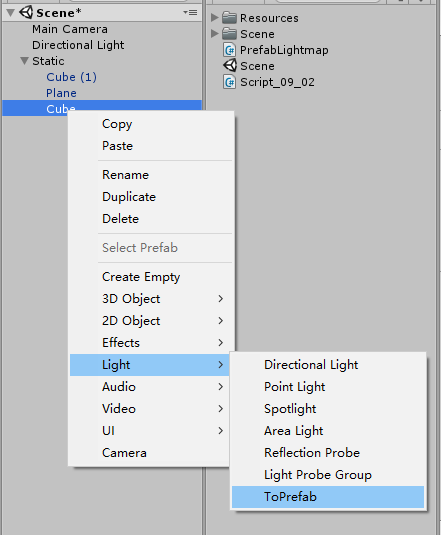 Scene*
Main Camera
Directional Light
Static
Cube (1)
Plane
Cube
Copy
Paste
Rename
Duplicate
Delete
Select Prefab
Create Empty
3D Object
2D Object
Effects
Light
Audio
Video
UI
Camera
Directional Light
Point Light
Spotlight
Area Light
Reflection Probe
Light Probe Group
ToPrefab
Resources
Scene
PrefabLightmap
Scene
Script_09_02